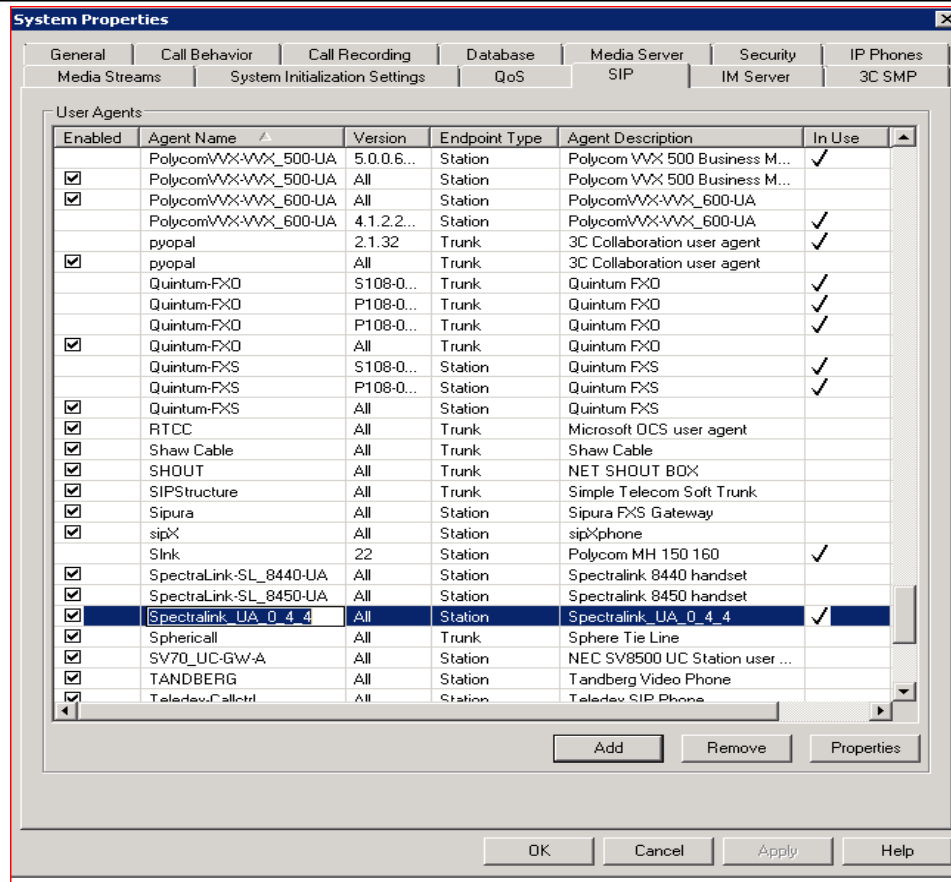 System Properties
General Call Behavior Call Recording Database Media Server Security IP Phones
Media Streams System Initialization Settings QoS SIP IM Server 3C SMP
User Agents
Enabled Agent Name Version Endpoint Type Agent Description In Use
PolycomVVX-VVX_500-UA 5.0.0.6... Station Polycom VVX 500 Business M...
PolycomVVX-VVX_500-UA All Station Polycom VVX 500 Business M...
PolycomVVX-VVX_600-UA All Station PolycomVVX-VVX_600-UA
PolycomVVX-VVX_600-UA 4.1.2.2... Station PolycomVVX-VVX_600-UA
pyopal 2.1.32 Trunk 3C Collaboration user agent
pyopal All Trunk 3C Collaboration user agent
Quintum-FXO S108-0... Trunk Quintum FXO
Quintum-FXO P108-0... Trunk Quintum FXO
Quintum-FXO P108-0... Trunk Quintum FXO
Quintum-FXO All Trunk Quintum FXO
Quintum-FXS S108-0... Station Quintum FXS
Quintum-FXS P108-0... Station Quintum FXS
Quintum-FXS All Station Quintum FXS
RTCC All Trunk Microsoft OCS user agent
Shaw Cable All Trunk Shaw Cable
SHOUT All Trunk NET SHOUT BOX
SIPStructure All Trunk Simple Telecom Soft Trunk
Sipura All Station Sipura FXS Gateway
sipX All Station sipXphone
Slnk 22 Station Polycom MH 150 160
SpectraLink-SL_8440-UA All Station Spectralink 8440 handset
SpectraLink-SL_8450-UA All Station Spectralink 8450 handset
Spectralink_UA_0_4_4 All Station Spectralink_UA_0_4_4
Sphericall All Trunk Sphere Tie Line
SV70_UC-GW-A All Station NEC SV8500 UC Station user ...
TANDBERG All Station Tandberg Video Phone
Teledex-Callctrl All Station Teledex SIP Phone
Add Remove Properties
OK Cancel Apply Help